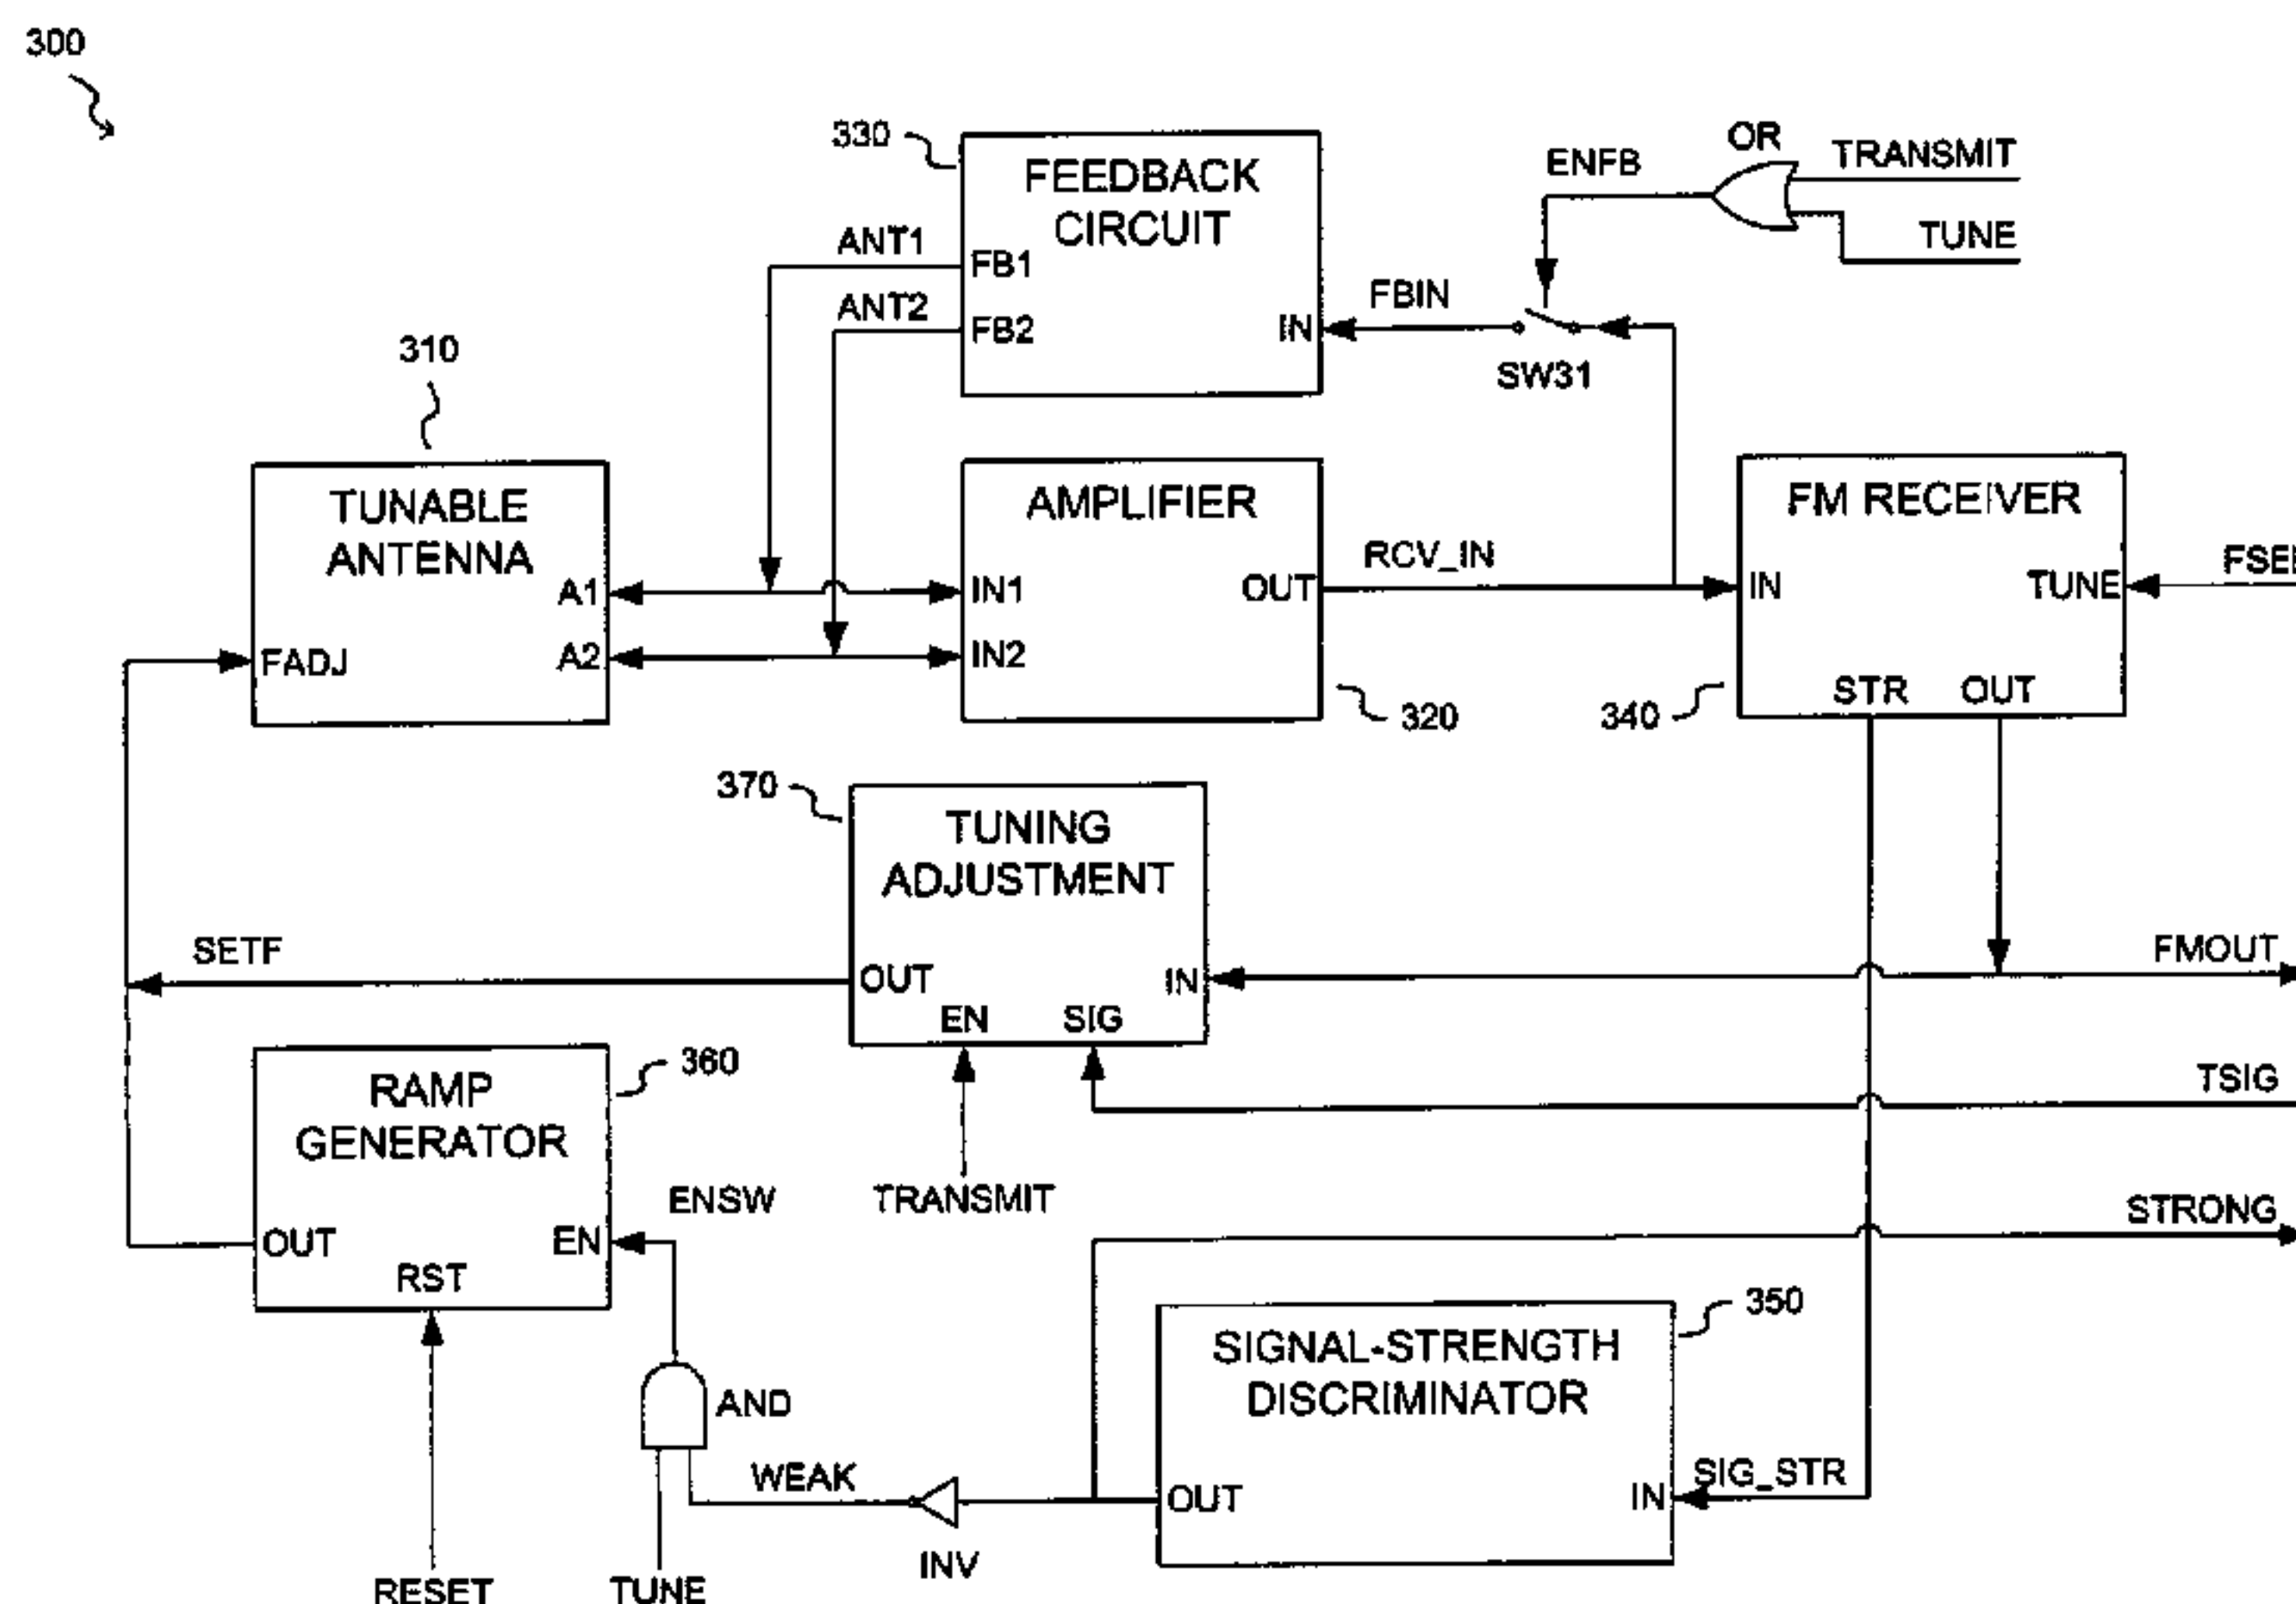 300
330
FEEDBACK
CIRCUIT
FB1
FB2
IN
ANT1
ANT2
ENFB
OR
TRANSMIT
TUNE
FBIN
SW31
310
TUNABLE
ANTENNA
A1
A2
FADJ
AMPLIFIER
IN1
IN2
OUT
320
RCV_IN
FM RECEIVER
IN
TUNE
STR
OUT
340
370
TUNING
ADJUSTMENT
OUT
IN
EN
SIG
SETF
FMOUT
TSIG
TRANSMIT
STRONG
RAMP
GENERATOR
360
OUT
EN
RST
ENSW
AND
RESET
TUNE
WEAK
INV
350
SIGNAL-STRENGTH
DISCRIMINATOR
OUT
IN
SIG_STR